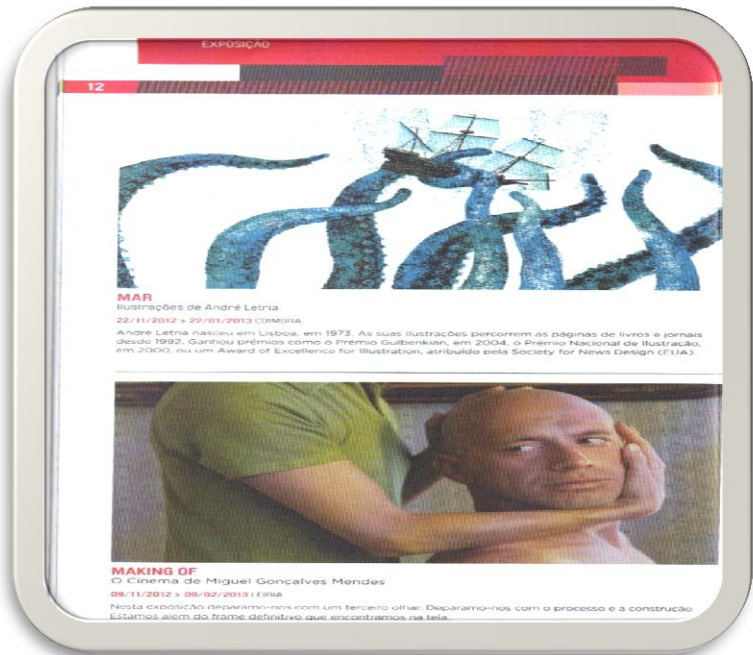 EXPOSIÇÃO
12
MAR
Ilustrações de André Letria
22/11/2012 > 22/01/2013 COIMBRA
André Letria nasceu em Lisboa, em 1973. As suas ilustrações percorrem as páginas de livros e jornais
desde 1992. Ganhou prémios como o Prémio Gulbenkian, em 2004, o Prémio Nacional de Ilustração,
em 2000, ou um Award of Excellence for Illustration, atribuído pela Society for News Design (EUA).
MAKING OF
O Cinema de Miguel Gonçalves Mendes
09/11/2012 > 09/02/2013 LEIRIA
Nesta exposição deparamo-nos com um terceiro olhar. Deparamo-nos com o processo e a construção
Estamos além do frame definitivo que encontramos na tela.